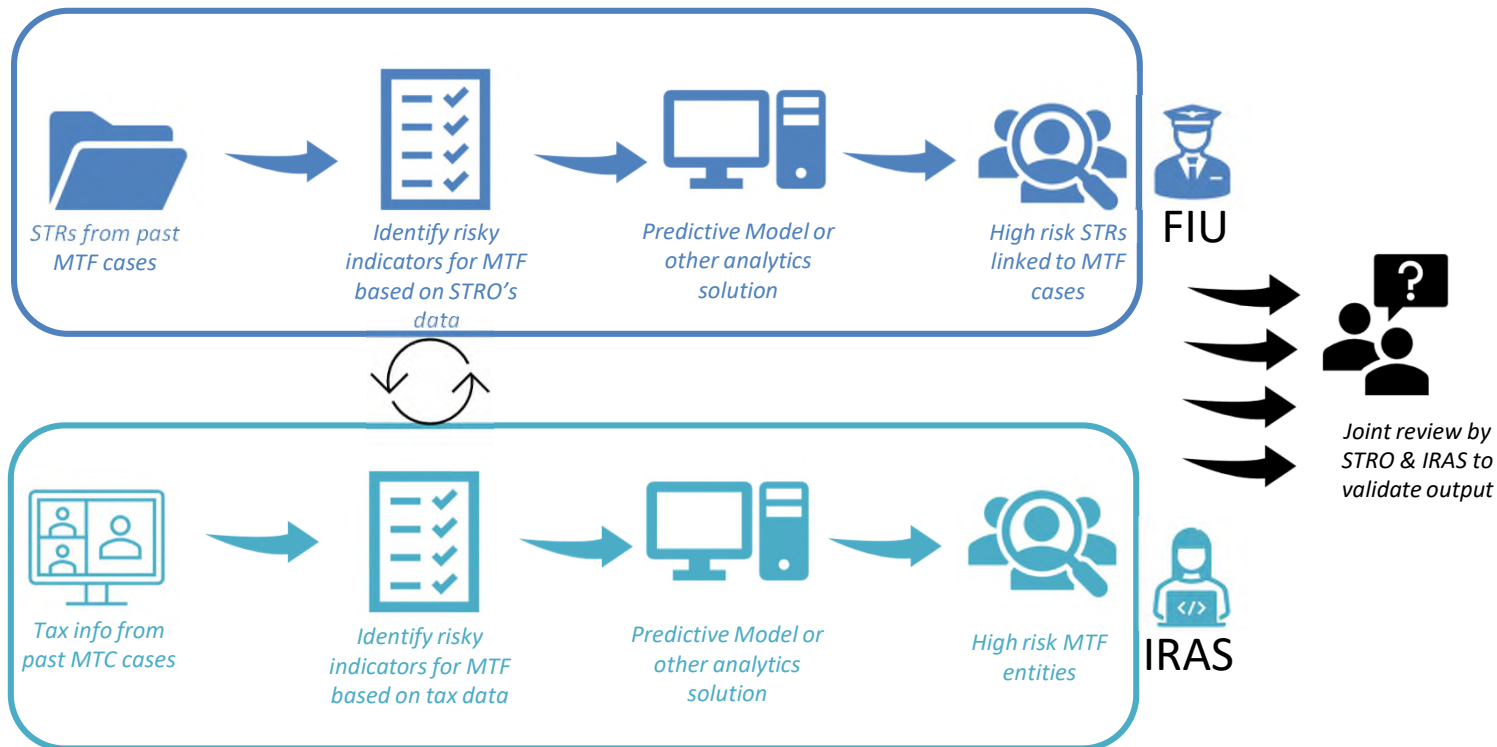 STRs from past
MTF cases
Identify risky
indicators for MTF
based on STRO's
data
Predictive Model or
other analytics
solution
High risk STRs
linked to MTF
cases
FIU
?
Joint review by
STRO & IRAS to
validate output
Tax info from
past MTC cases
Identify risky
indicators for MTF
based on tax data
Predictive Model or
other analytics
solution
High risk MTF
entities
</>
IRAS